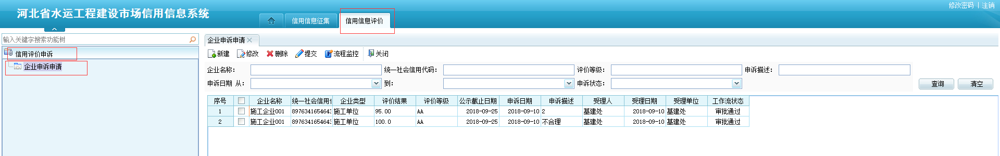 修改密码 | 注销
河北省水运工程建设市场信用信息系统
信用信息征集 信用信息评价
输入关键字搜索功能树
信用评价申诉
企业申诉申请
企业申诉申请
新建 修改 删除 提交 流程监控 关闭
企业名称： 统一社会信用代码： 评价等级： 申诉描述：
申诉日期 从： 到： 申诉状态： 查询 清空
序号 企业名称 统一社会信用 企业类型 评价结果 评价等级 公示截止日期 申诉日期 申诉描述 受理人 受理日期 受理单位 工作流状态
1 施工企业001 8976341654643 施工单位 95.00 AA 2018-09-25 2018-09-10 2 基建处 2018-09-10 基建处 审批通过
2 施工企业001 8976341654643 施工单位 100.0 AA 2018-09-25 2018-09-10 不合理 基建处 2018-09-10 基建处 审批通过